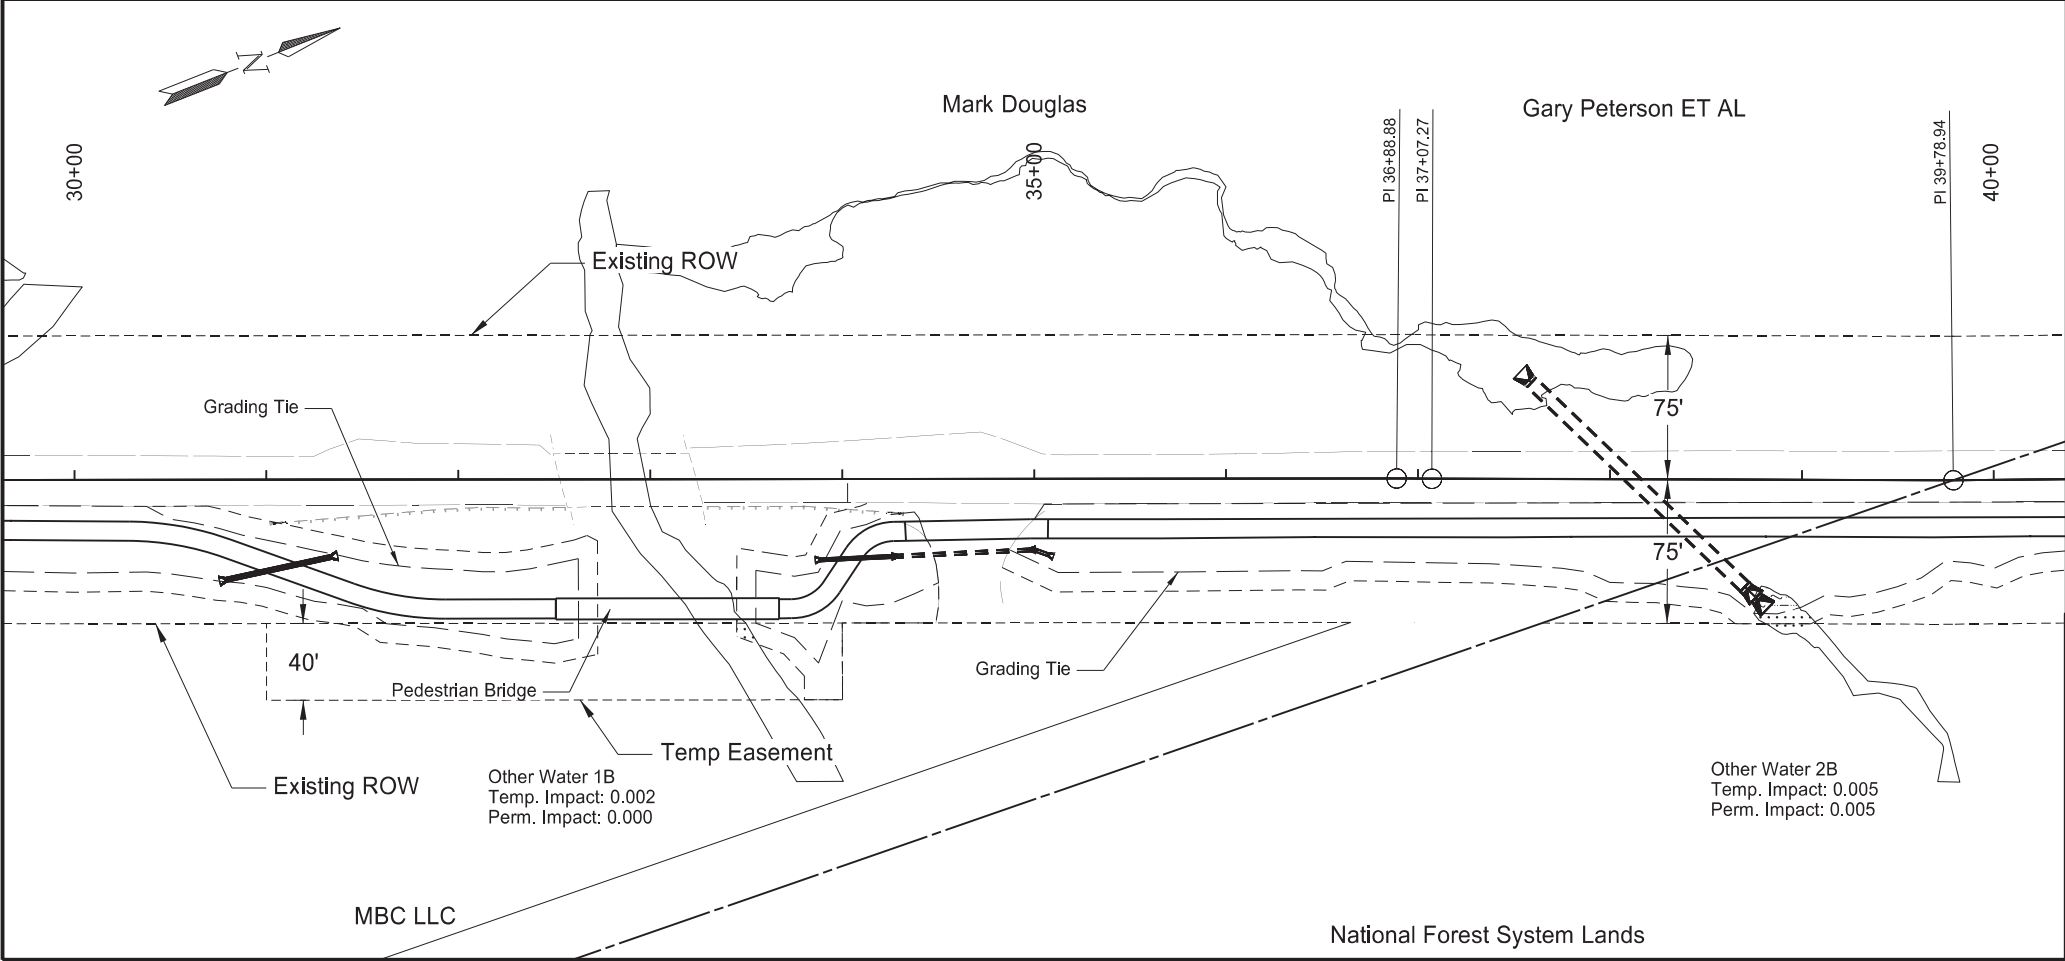 N
Mark Douglas
Gary Peterson ET AL
30+00
35+00
PI 36+88.88
PI 37+07.27
PI 39+78.94
40+00
Existing ROW
Grading Tie
75'
75'
40'
Pedestrian Bridge
Grading Tie
Temp Easement
Existing ROW
Other Water 1B
Temp. Impact: 0.002
Perm. Impact: 0.000
Other Water 2B
Temp. Impact: 0.005
Perm. Impact: 0.005
MBC LLC
National Forest System Lands